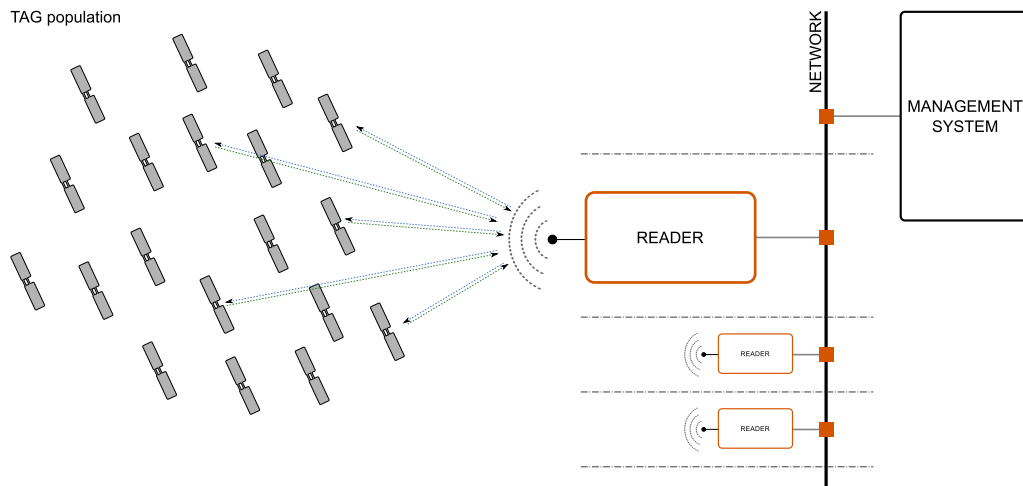 TAG population
NETWORK
MANAGEMENT
SYSTEM
READER
READER
READER